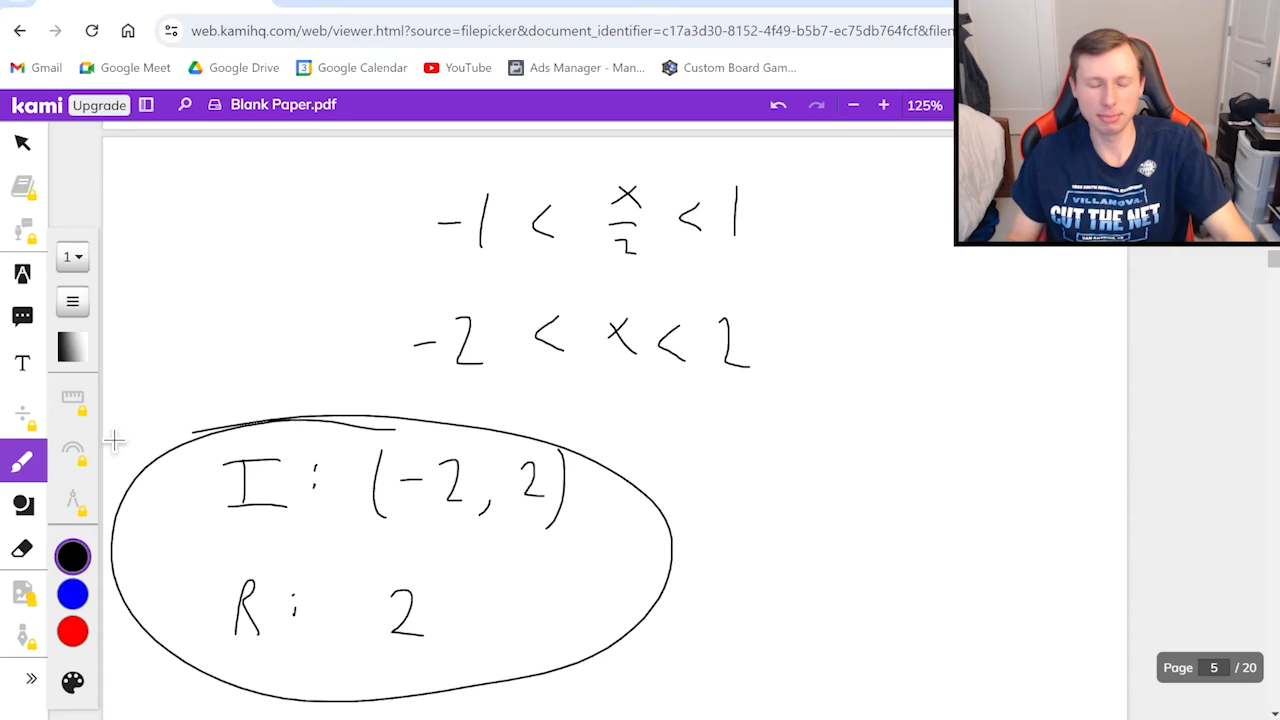 web.kamihq.com/web/viewer.html?source=filepicker&document_identifier=c17a3d30-8152-4f49-b5b7-ec75db764fcf&filen
Gmail Google Meet Google Drive 3 Google Calendar YouTube Ads Manager - Man... Custom Board Gam...
kami Upgrade Blank Paper.pdf 125%
VILLANOVA
CUT THE NET
1
T
-1 < x/2 < 1
-2 < x < 2
I : (-2, 2)
R : 2
Page 5 / 20